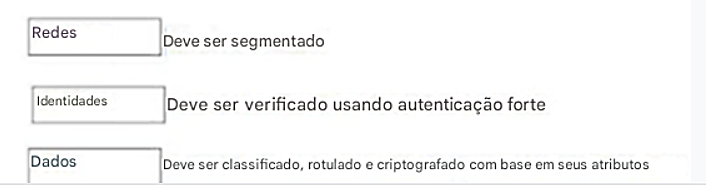 Redes
Deve ser segmentado
Identidades
Deve ser verificado usando autenticação forte
Dados
Deve ser classificado, rotulado e criptografado com base em seus atributos